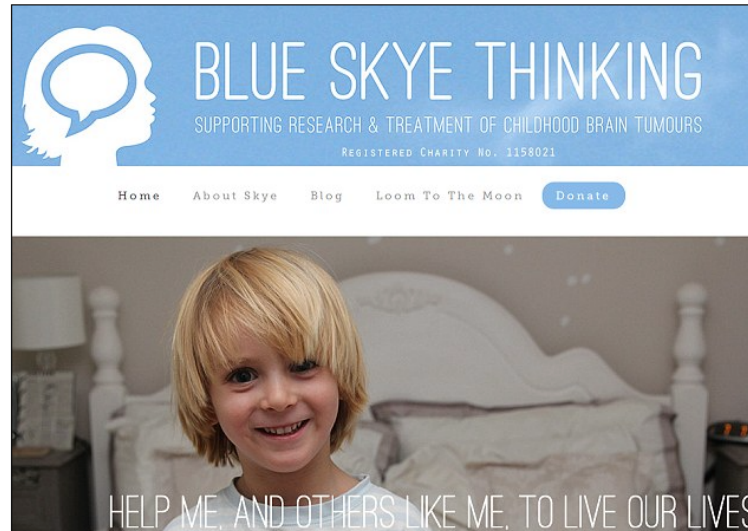 BLUE SKYE THINKING
SUPPORTING RESEARCH & TREATMENT OF CHILDHOOD BRAIN TUMOURS
REGISTERED CHARITY NO. 1158021
Home About Skye Blog Loom To The Moon Donate
HELP ME, AND OTHERS LIKE ME, TO LIVE OUR LIVES